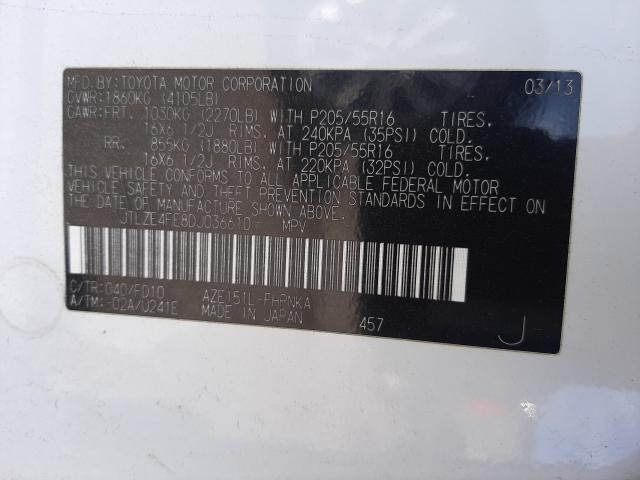 MFD.BY:TOYOTA MOTOR CORPORATION 03/13
GVWR:1860KG (4105LB)
GAWR:FRT. 1030KG (2270LB) WITH P205/55R16 TIRES.
16X6 1/2J RIMS. AT 240KPA (35PSI) COLD.
RR. 855KG (1880LB) WITH P205/55R16 TIRES.
16X6 1/2J RIMS. AT 220KPA (32PSI) COLD.
THIS VEHICLE CONFORMS TO ALL APPLICABLE FEDERAL MOTOR
VEHICLE SAFETY AND THEFT PREVENTION STANDARDS IN EFFECT ON
THE DATE OF MANUFACTURE SHOWN ABOVE.
JTLZE4FE8DJ036610 MPV
C/TR:040/FD10 AZE151L-FHPNKA
A/TM:-02A/U241E MADE IN JAPAN 457 J